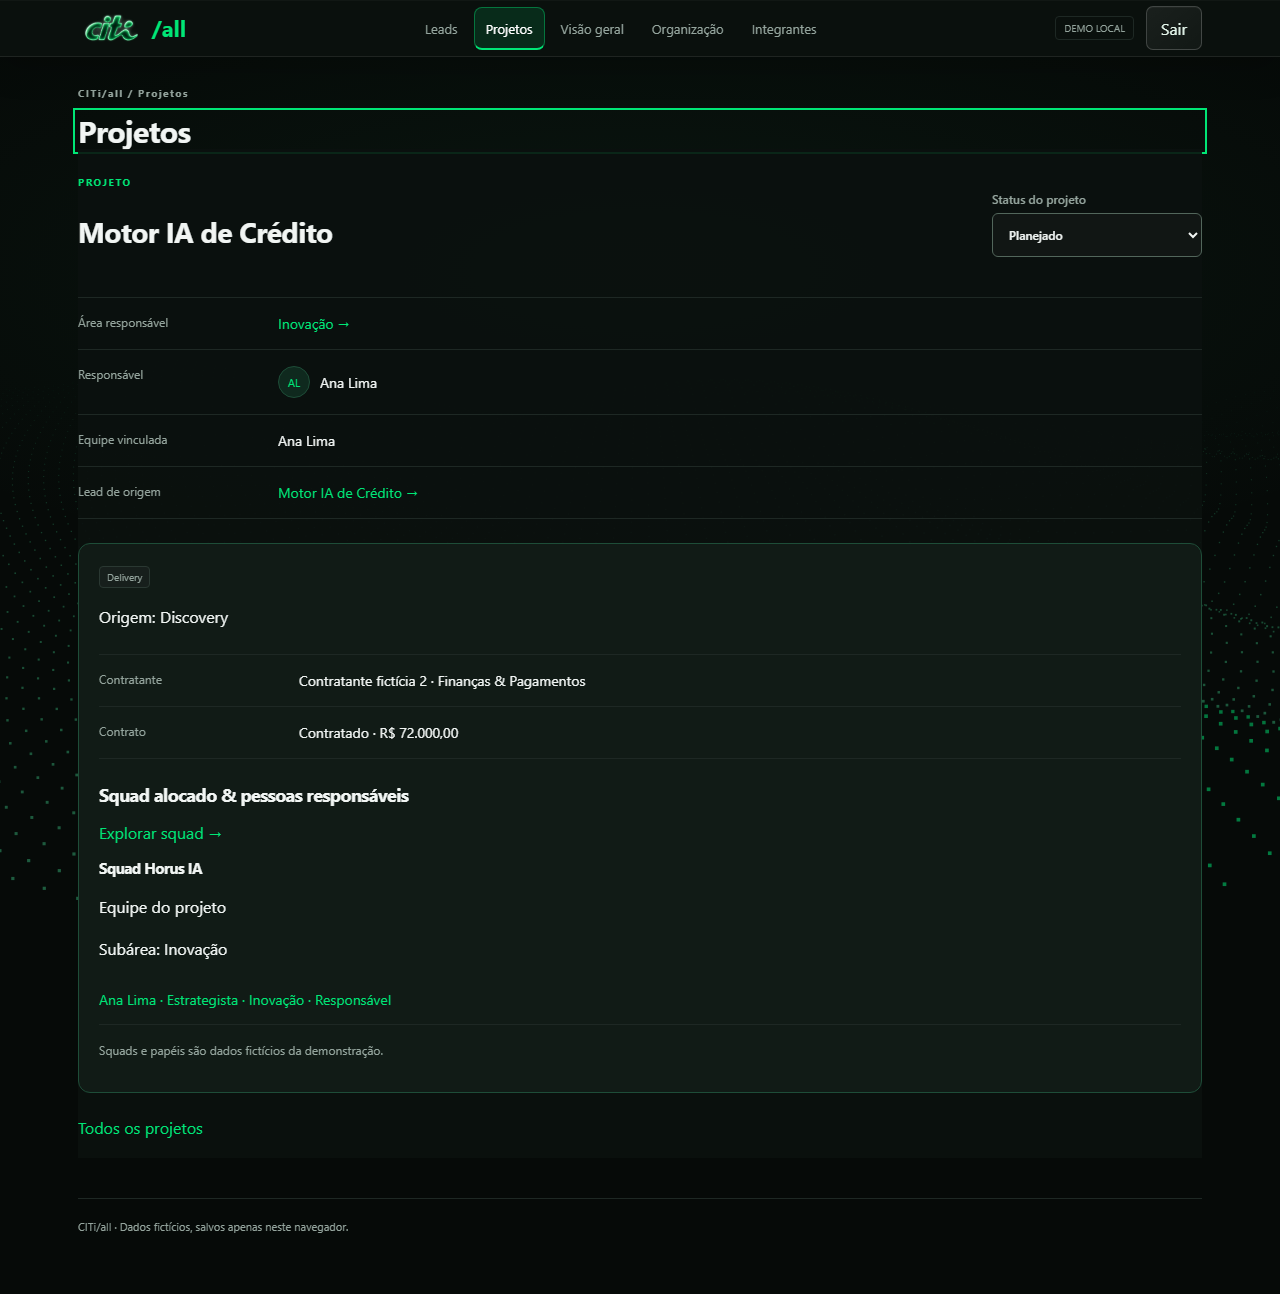 citi /all
Leads
Projetos
Visão geral
Organização
Integrantes
DEMO LOCAL
Sair
CITi/all / Projetos
Projetos
PROJETO
Motor IA de Crédito
Status do projeto
Planejado
Área responsável
Inovação →
Responsável
AL
Ana Lima
Equipe vinculada
Ana Lima
Lead de origem
Motor IA de Crédito →
Delivery
Origem: Discovery
Contratante
Contratante fictícia 2 · Finanças & Pagamentos
Contrato
Contratado · R$ 72.000,00
Squad alocado & pessoas responsáveis
Explorar squad →
Squad Horus IA
Equipe do projeto
Subárea: Inovação
Ana Lima · Estrategista · Inovação · Responsável
Squads e papéis são dados fictícios da demonstração.
Todos os projetos
CITi/all · Dados fictícios, salvos apenas neste navegador.